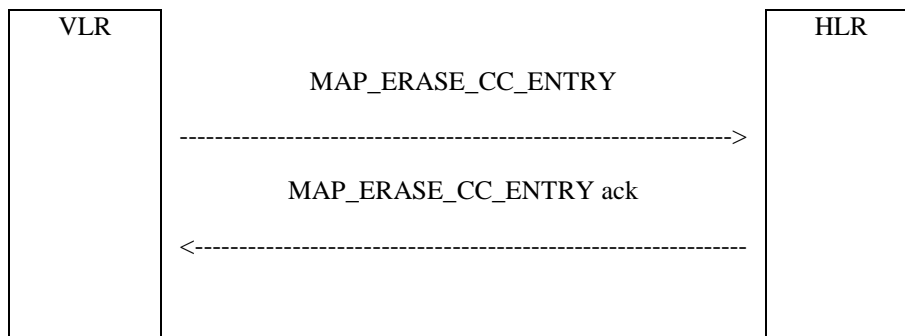 VLR HLR
MAP_ERASE_CC_ENTRY
MAP_ERASE_CC_ENTRY ack